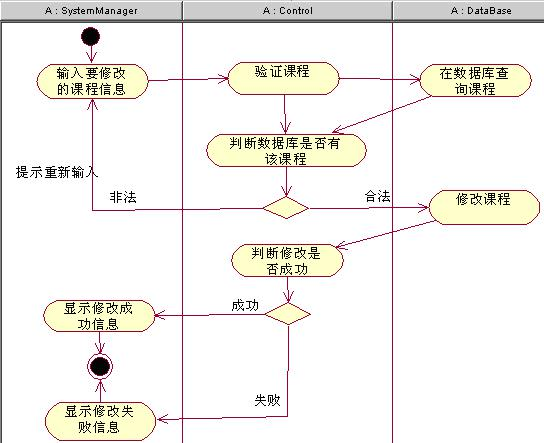 A : SystemManager
A : Control
A : DataBase
输入要修改
的课程信息
验证课程
在数据库查
询课程
判断数据库是否有
该课程
提示重新输入
非法
合法
修改课程
判断修改是
否成功
显示修改成
功信息
成功
失败
显示修改失
败信息